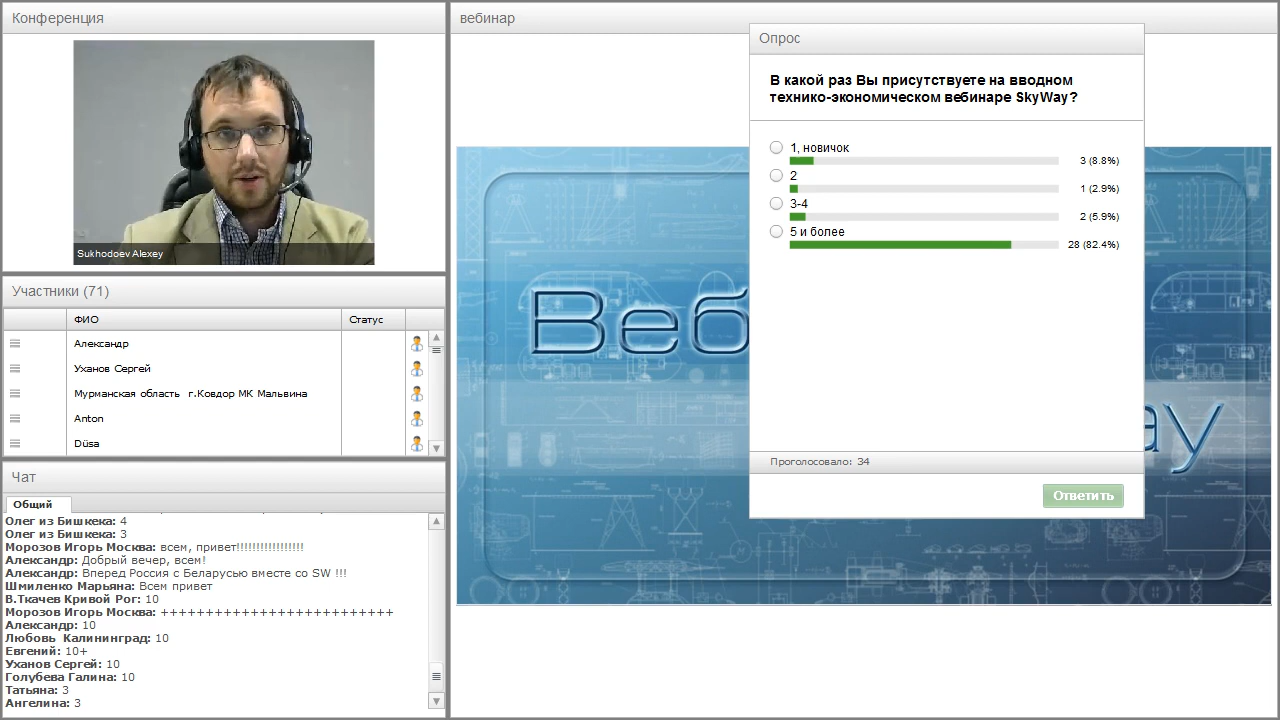 Конференция
Sukhodoev Alexey
Участники (71)
ФИО
Статус
Александр
Уханов Сергей
Мурманская область г.Ковдор МК Мальвина
Anton
Düsa
Чат
Общий
Олег из Бишкека: 4
Олег из Бишкека: 3
Морозов Игорь Москва: всем, привет!!!!!!!!!!!!!!!!!
Александр: Добрый вечер, всем!
Александр: Вперед Россия с Беларусью вместе со SW !!!
Шмиленко Марьяна: Всем привет
В.Ткачев Кривой Рог: 10
Морозов Игорь Москва: ++++++++++++++++++++++++++
Александр: 10
Любовь Калининград: 10
Евгений: 10+
Уханов Сергей: 10
Голубева Галина: 10
Татьяна: 3
Ангелина: 3
вебинар
Веб
ay
Опрос
В какой раз Вы присутствуете на вводном
технико-экономическом вебинаре SkyWay?
1, новичок
3 (8.8%)
2
1 (2.9%)
3-4
2 (5.9%)
5 и более
28 (82.4%)
Проголосовало: 34
Ответить